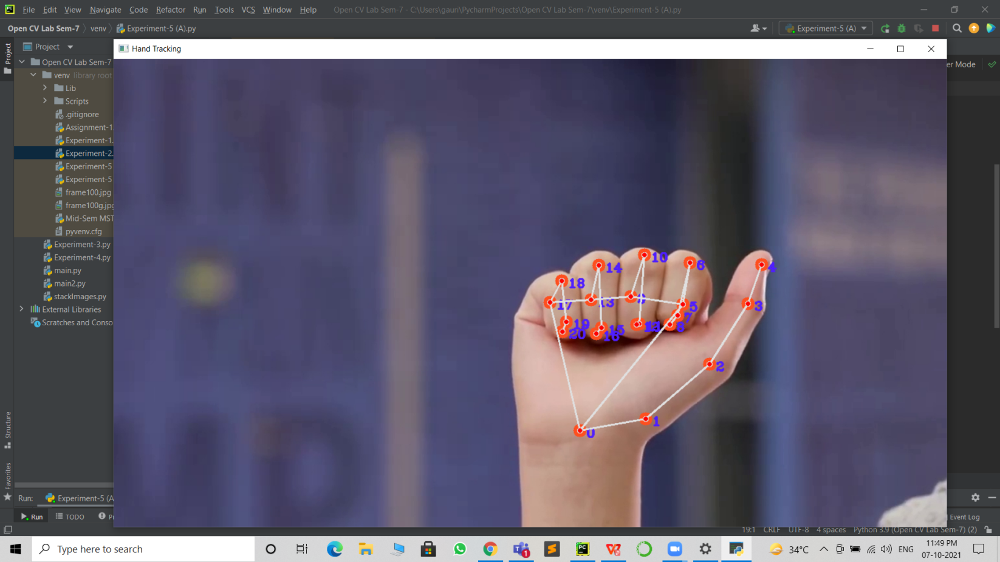 File Edit View Navigate Code Refactor Run Tools VCS Window Help Open CV Lab Sem-7 - C:\Users\gauri\PycharmProjects\Open CV Lab Sem-7\venv\Experiment-5 (A).py
Open CV Lab Sem-7 venv Experiment-5 (A).py Experiment-5 (A)
Project
Project
Hand Tracking
Open CV Lab Sem-7
er Mode
venv library root
Lib
Scripts
.gitignore
Assignment-1
Experiment-1.
Experiment-2.
Experiment-5
Experiment-5
frame100.jpg
frame100g.jpg
Mid-Sem MST
pyvenv.cfg
Experiment-3.py
Experiment-4.py
main.py
main2.py
stackImages.py
External Libraries
Scratches and Conso
10
14
6
4
18
9
13
17
5
3
7
19
15
8
20
16
2
1
0
Structure
Favorites
Run: Experiment-5 (A
Run TODO P
Event Log
19:1 CRLF UTF-8 4 spaces Python 3.9 (Open CV Lab Sem-7) (2)
Type here to search
1
34°C ENG
11:49 PM
07-10-2021